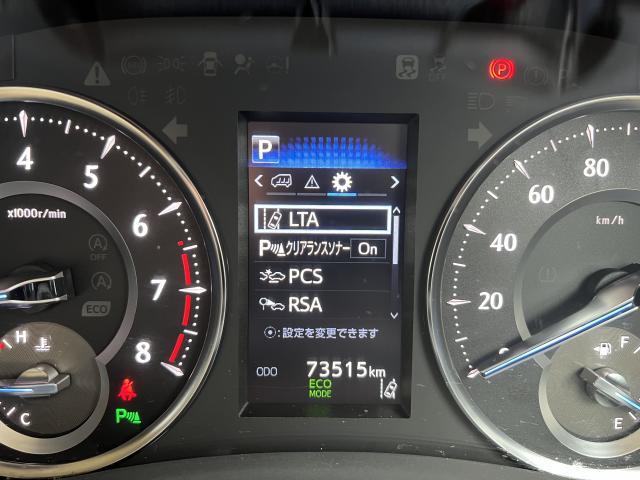 P
P
LTA
P クリアランスソナー On
PCS
RSA
:設定を変更できます
ODO 73515km
ECO
MODE
4
5
6
7
8
x1000r/min
A
OFF
A
ECO
H
C
P
80
60
40
20
km/h
F
E